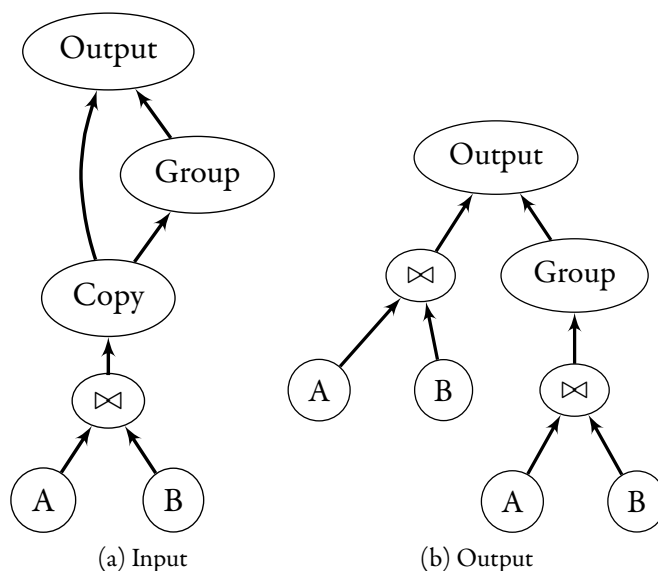 Output
Group
Copy
⋈
A B
(a) Input
Output
⋈
Group
A B
⋈
A B
(b) Output